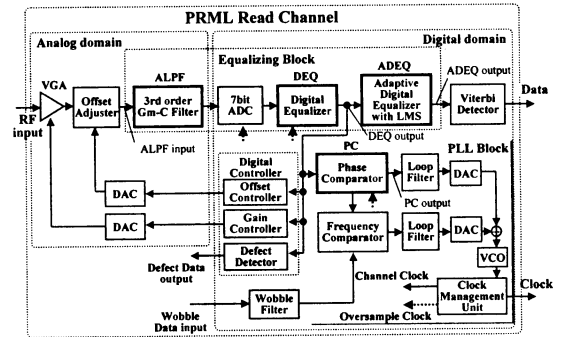 PRML Read Channel
Analog domain
Digital domain
Equalizing Block
VGA
ALPF
DEQ
ADEQ
ADEQ output
RF
input
Offset
Adjuster
3rd order
Gm-C Filter
7bit
ADC
Digital
Equalizer
Adaptive
Digital
Equalizer
with LMS
Viterbi
Detector
Data
ALPF input
DEQ output
PC
PLL Block
Digital
Controller
Phase
Comparator
Loop
Filter
DAC
PC output
DAC
Offset
Controller
DAC
Gain
Controller
Frequency
Comparator
Loop
Filter
DAC
Defect
Detector
VCO
Defect Data
output
Channel Clock
Clock
Management
Unit
Clock
Wobble
Filter
Wobble
Data input
Oversample Clock